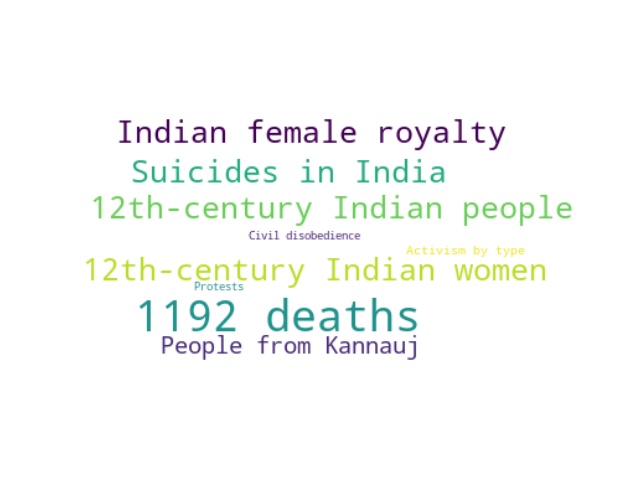 Indian female royalty
Suicides in India
12th-century Indian people
Civil disobedience
Activism by type
12th-century Indian women
Protests
1192 deaths
People from Kannauj